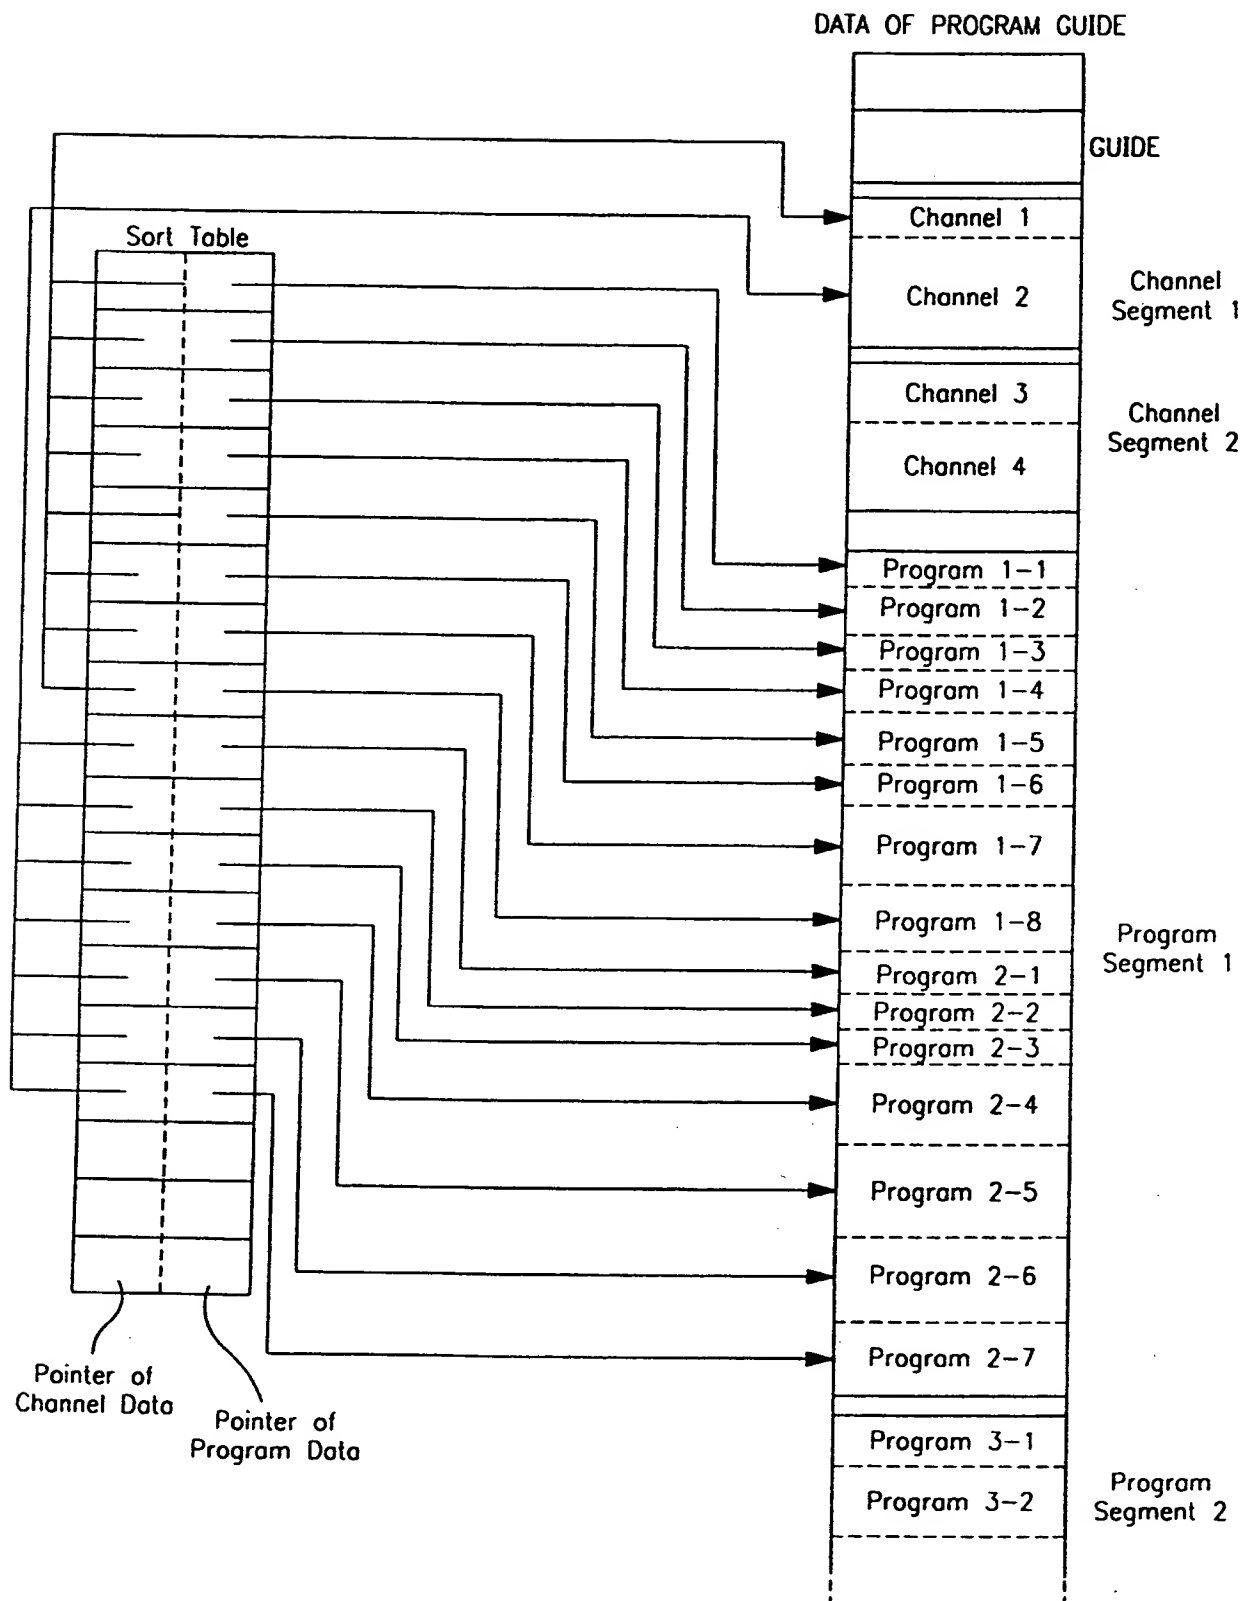 DATA OF PROGRAM GUIDE
GUIDE
Sort Table
Channel 1
Channel 2
Channel
Segment 1
Channel 3
Channel 4
Channel
Segment 2
Program 1-1
Program 1-2
Program 1-3
Program 1-4
Program 1-5
Program 1-6
Program 1-7
Program 1-8
Program 2-1
Program 2-2
Program 2-3
Program 2-4
Program 2-5
Program 2-6
Program 2-7
Program
Segment 1
Program 3-1
Program 3-2
Program
Segment 2
Pointer of
Channel Data
Pointer of
Program Data